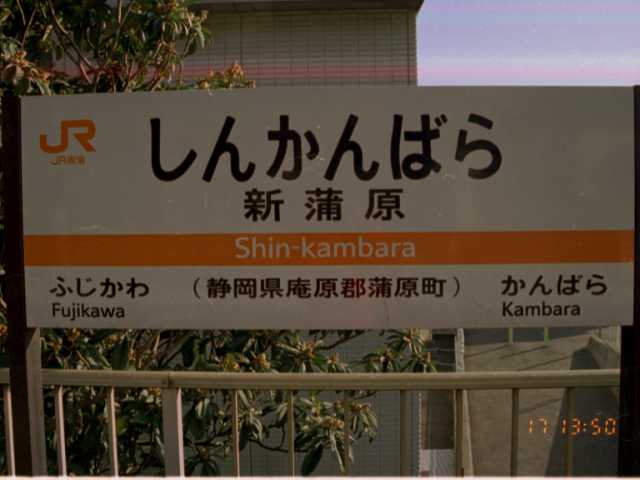 JR
JR東海
しんかんばら
新蒲原
Shin-kambara
ふじかわ
Fujikawa
（静岡県庵原郡蒲原町）
かんばら
Kambara
17 13:50